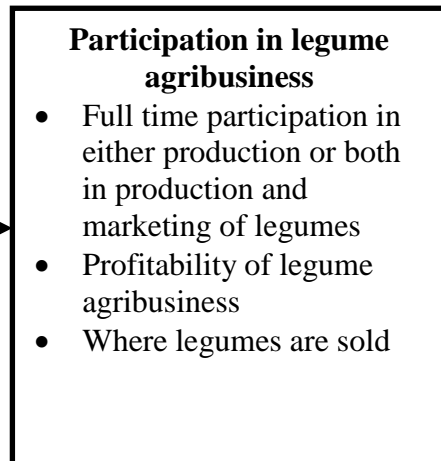 Participation in legume
agribusiness
• Full time participation in
either production or both
in production and
marketing of legumes
• Profitability of legume
agribusiness
• Where legumes are sold